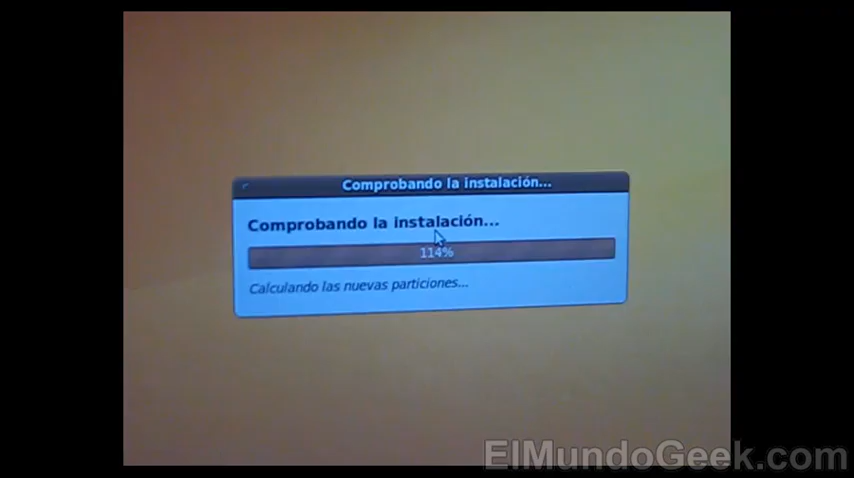 Comprobando la instalación...
Comprobando la instalación...
114%
Calculando las nuevas particiones...
ElMundoGeek.com